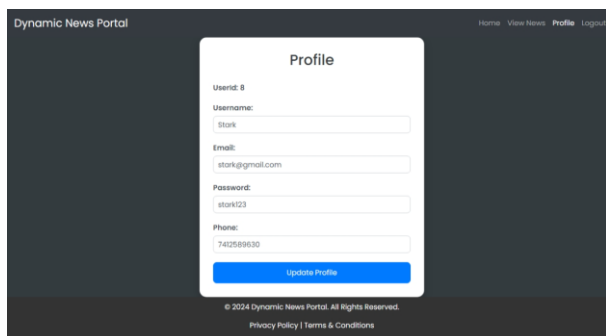 Dynamic News Portal
Home View News Profile Logout
Profile
Userid: 8
Username:
Stark
Email:
stark@gmail.com
Password:
stark123
Phone:
7412589630
Update Profile
© 2024 Dynamic News Portal. All Rights Reserved.
Privacy Policy | Terms & Conditions